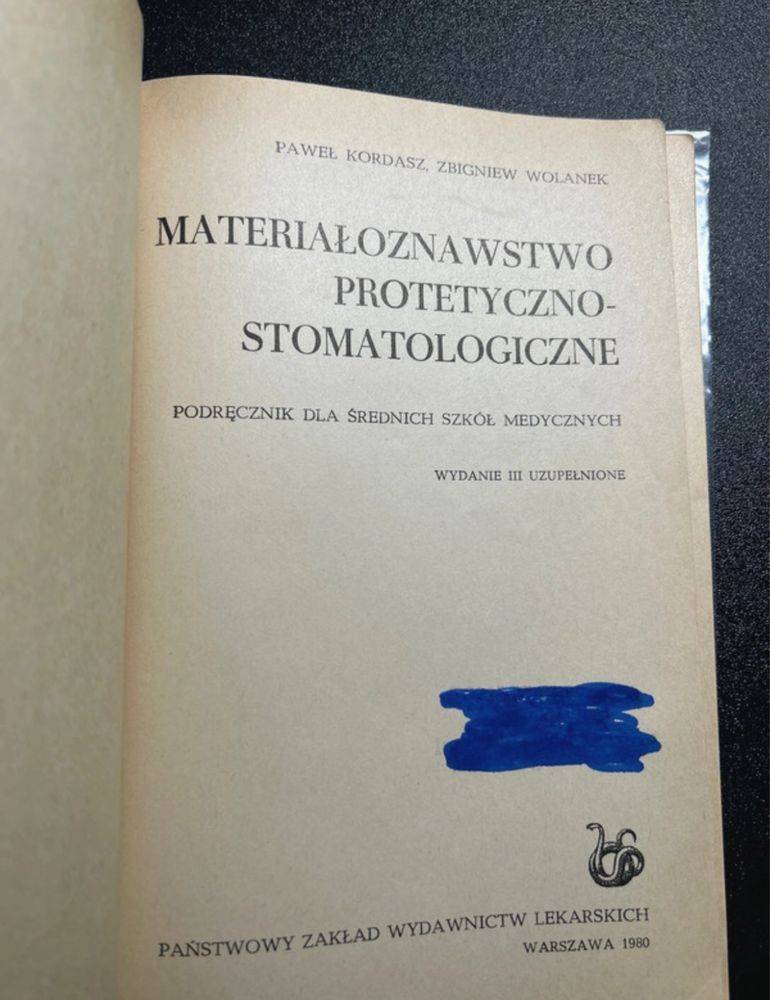 PAWEŁ KORDASZ, ZBIGNIEW WOLANEK
MATERIAŁOZNAWSTWO
PROTETYCZNO-
STOMATOLOGICZNE
PODRĘCZNIK DLA ŚREDNICH SZKÓŁ MEDYCZNYCH
WYDANIE III UZUPEŁNIONE
PAŃSTWOWY ZAKŁAD WYDAWNICTW LEKARSKICH
WARSZAWA 1980